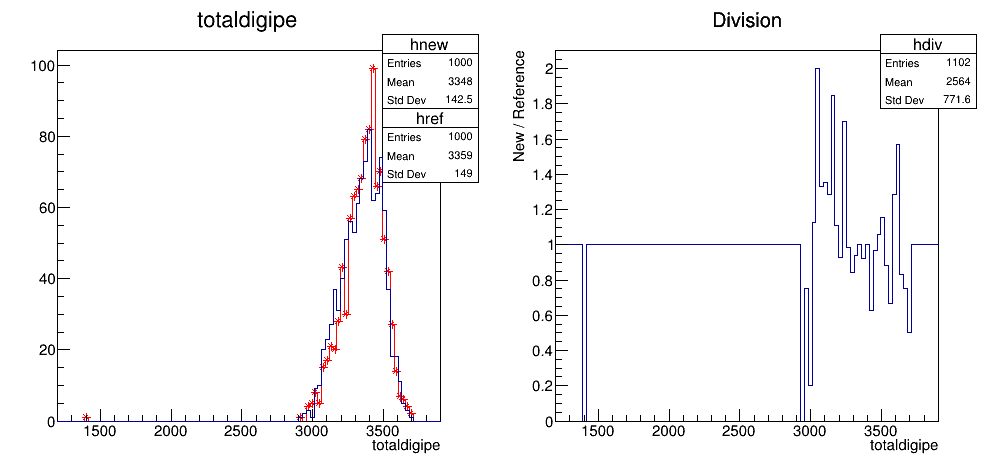 totaldigipe
hnew
Entries 1000
Mean 3348
Std Dev 142.5
href
Entries 1000
Mean 3359
Std Dev 149
100
80
60
40
20
0
1500 2000 2500 3000 3500
totaldigipe
Division
hdiv
Entries 1102
Mean 2564
Std Dev 771.6
New / Reference
2
1.8
1.6
1.4
1.2
1
0.8
0.6
0.4
0.2
0
1500 2000 2500 3000 3500
totaldigipe